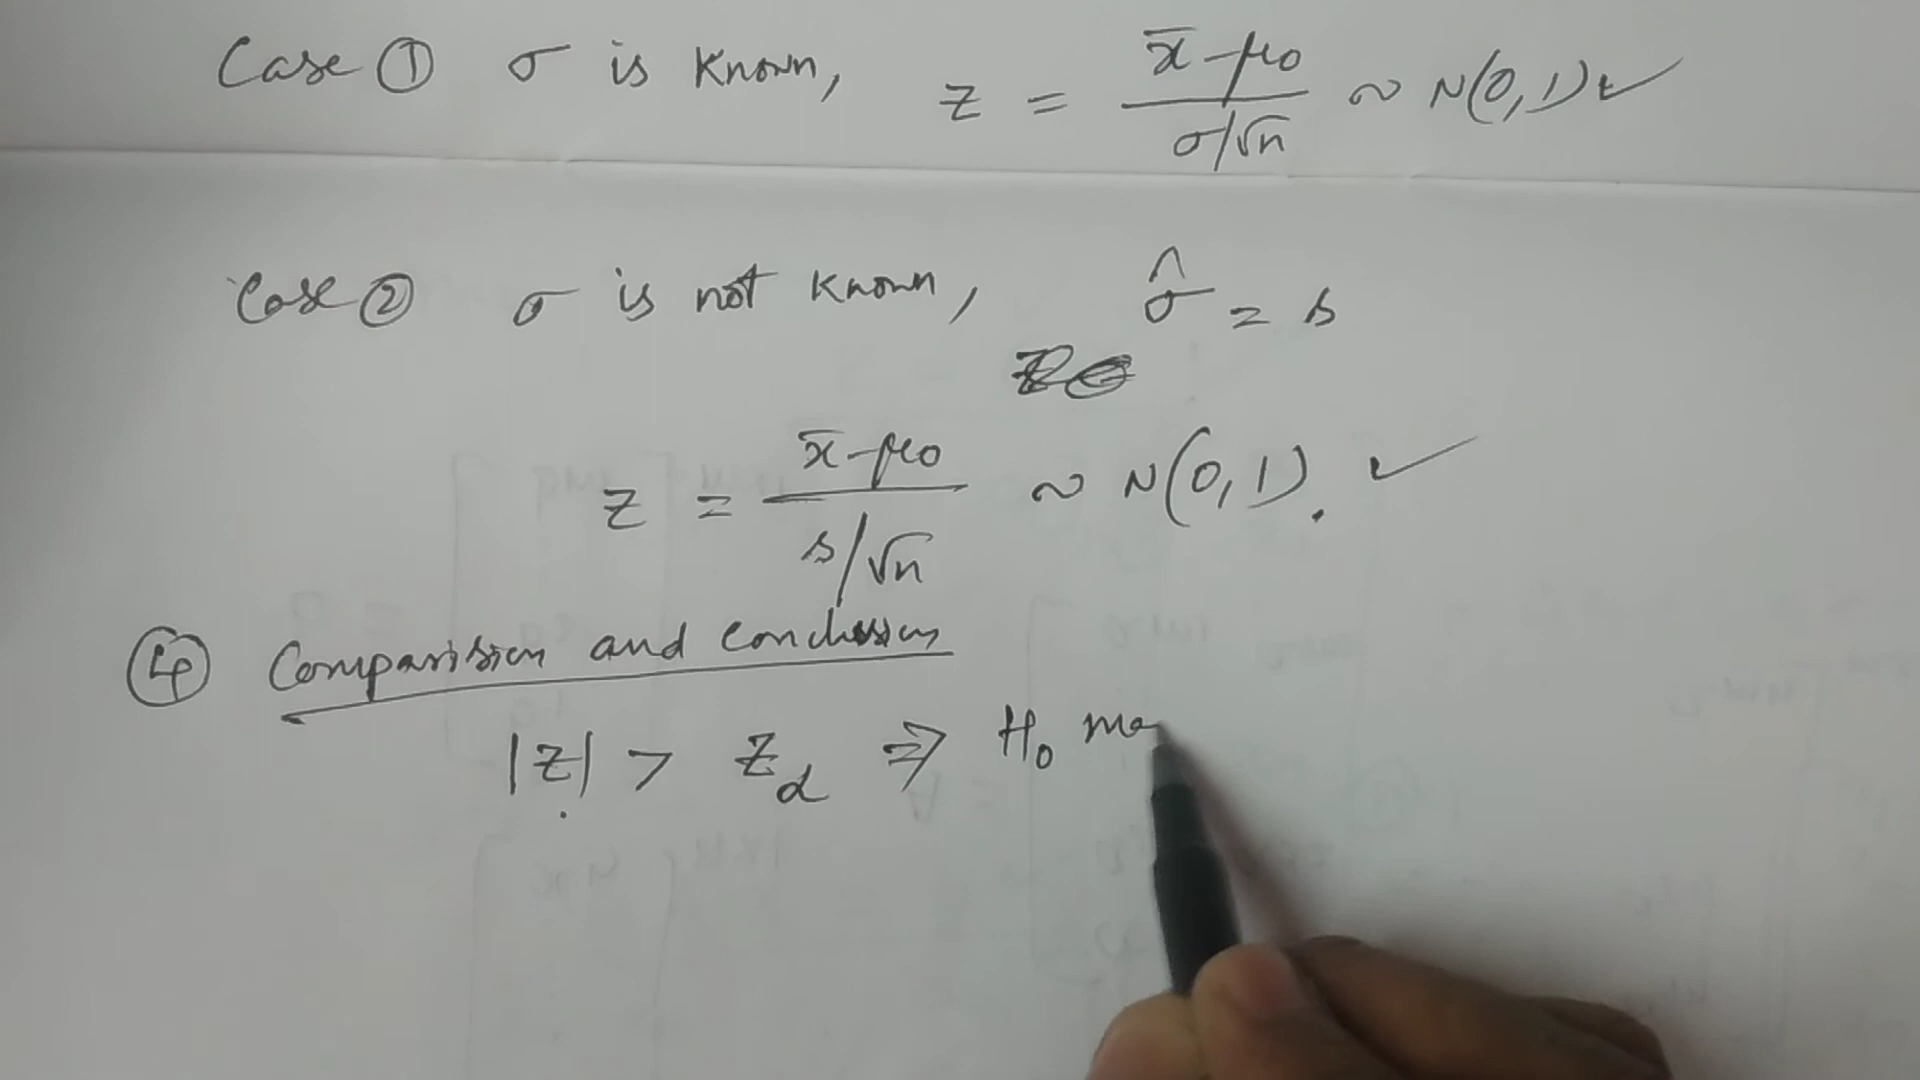 Case ① σ is known, z = x̄-μ0 / σ/√n ~ N(0,1) ✓
Case ② σ is not known, σ̂ = s
z = x̄-μ0 / s/√n ~ N(0,1). ✓
④ Comparision and conclusion
|z| > zα ⇒ H0 ma